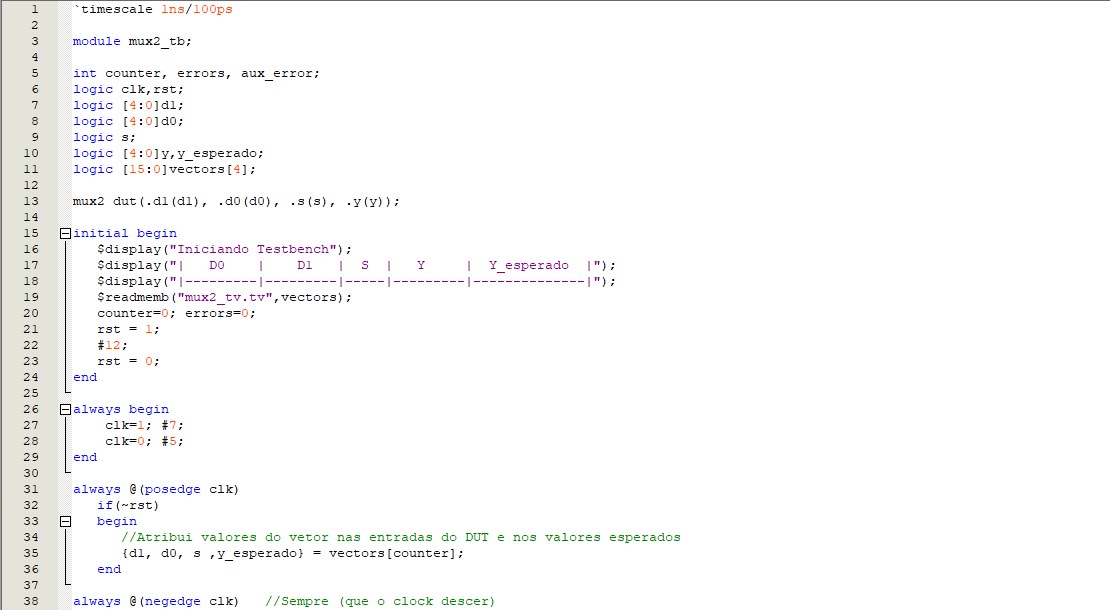 1 `timescale 1ns/100ps
2
3 module mux2_tb;
4
5 int counter, errors, aux_error;
6 logic clk,rst;
7 logic [4:0]d1;
8 logic [4:0]d0;
9 logic s;
10 logic [4:0]y,y_esperado;
11 logic [15:0]vectors[4];
12
13 mux2 dut(.d1(d1), .d0(d0), .s(s), .y(y));
14
15 initial begin
16    $display("Iniciando Testbench");
17    $display("|   D0    |    D1   |  S  |    Y     |  Y_esperado  |");
18    $display("|---------|---------|-----|---------|--------------|");
19    $readmemb("mux2_tv.tv",vectors);
20    counter=0; errors=0;
21    rst = 1;
22    #12;
23    rst = 0;
24 end
25
26 always begin
27     clk=1; #7;
28     clk=0; #5;
29 end
30
31 always @(posedge clk)
32    if(~rst)
33    begin
34       //Atribui valores do vetor nas entradas do DUT e nos valores esperados
35       {d1, d0, s ,y_esperado} = vectors[counter];
36    end
37
38 always @(negedge clk)   //Sempre (que o clock descer)